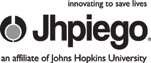 innovating to save lives
Jhpiego®
an affiliate of Johns Hopkins University